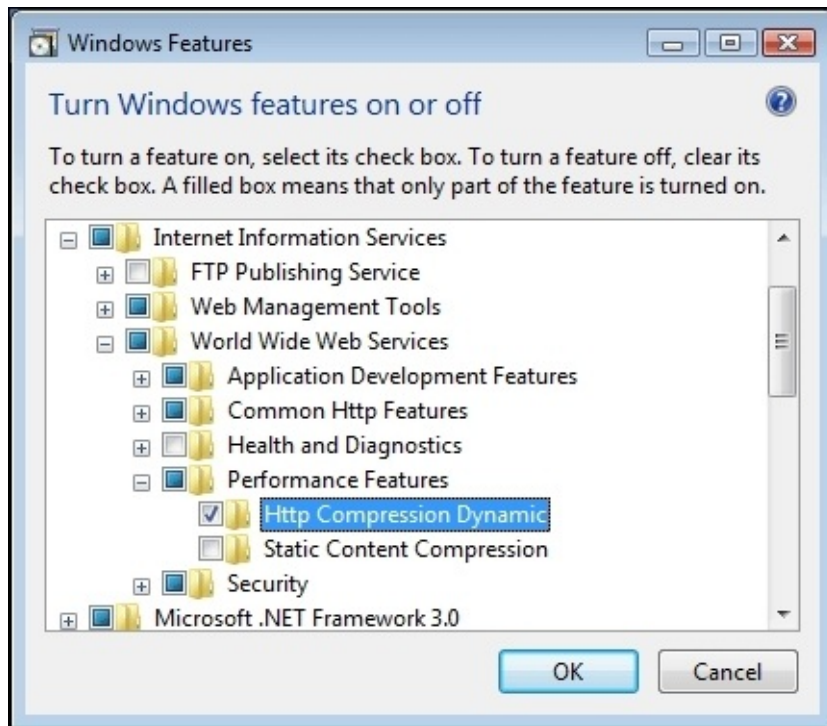 Windows Features
Turn Windows features on or off
To turn a feature on, select its check box. To turn a feature off, clear its
check box. A filled box means that only part of the feature is turned on.
Internet Information Services
FTP Publishing Service
Web Management Tools
World Wide Web Services
Application Development Features
Common Http Features
Health and Diagnostics
Performance Features
Http Compression Dynamic
Static Content Compression
Security
Microsoft .NET Framework 3.0
OK Cancel